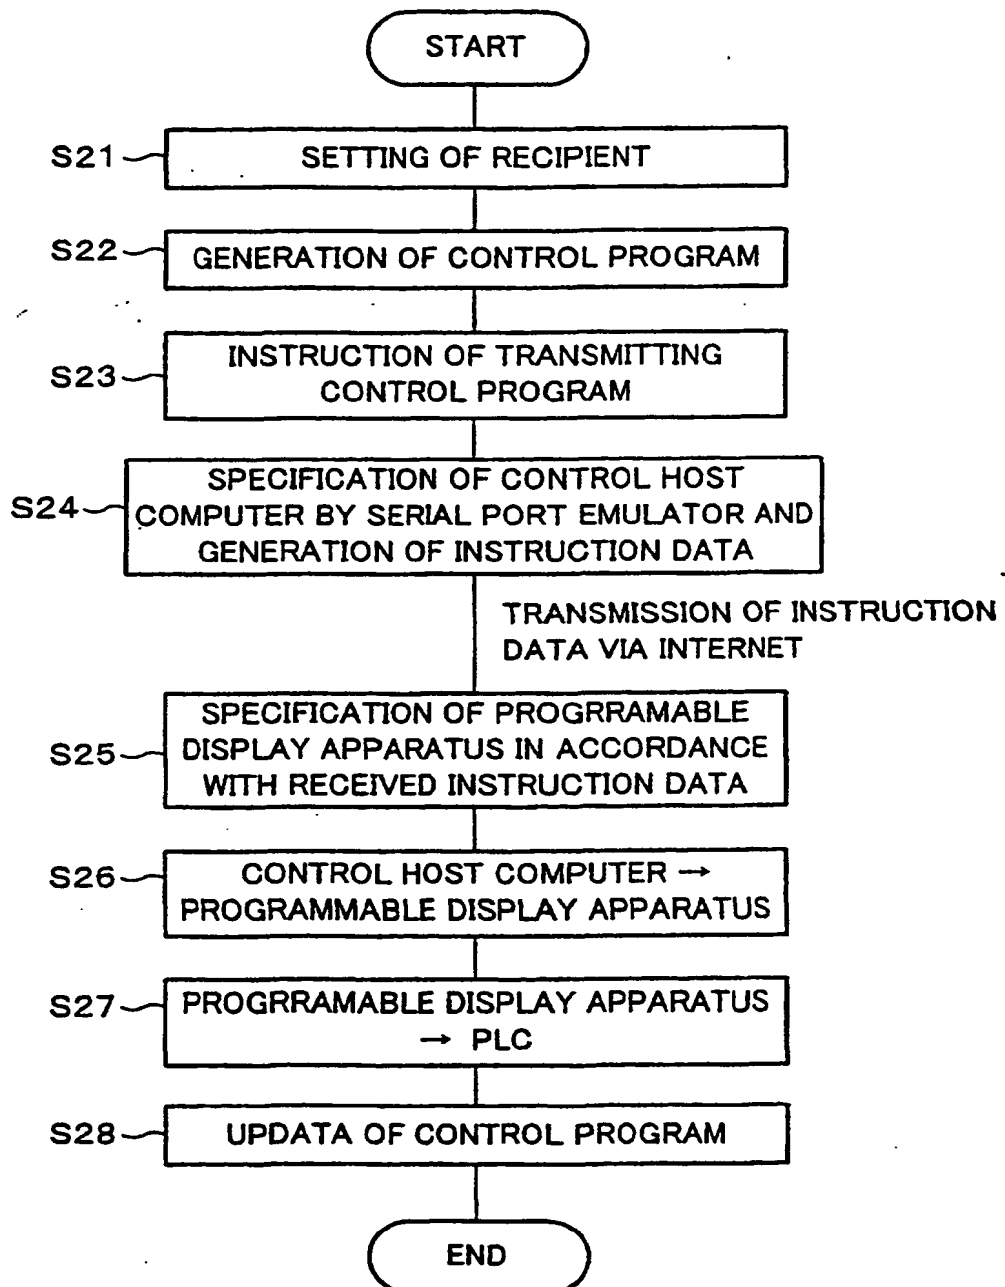 START
S21 SETTING OF RECIPIENT
S22 GENERATION OF CONTROL PROGRAM
INSTRUCTION OF TRANSMITTING
S23
CONTROL PROGRAM
SPECIFICATION OF CONTROL HOST
S24 COMPUTER BY SERIAL PORT EMULATOR AND
GENERATION OF INSTRUCTION DATA
TRANSMISSION OF INSTRUCTION
DATA VIA INTERNET
SPECIFICATION OF PROGRRAMABLE
S25 DISPLAY APPARATUS IN ACCORDANCE
WITH RECEIVED INSTRUCTION DATA
S26 CONTROL HOST COMPUTER →
PROGRAMMABLE DISPLAY APPARATUS
S27 PROGRRAMABLE DISPLAY APPARATUS
→ PLC
S28 UPDATA OF CONTROL PROGRAM
END